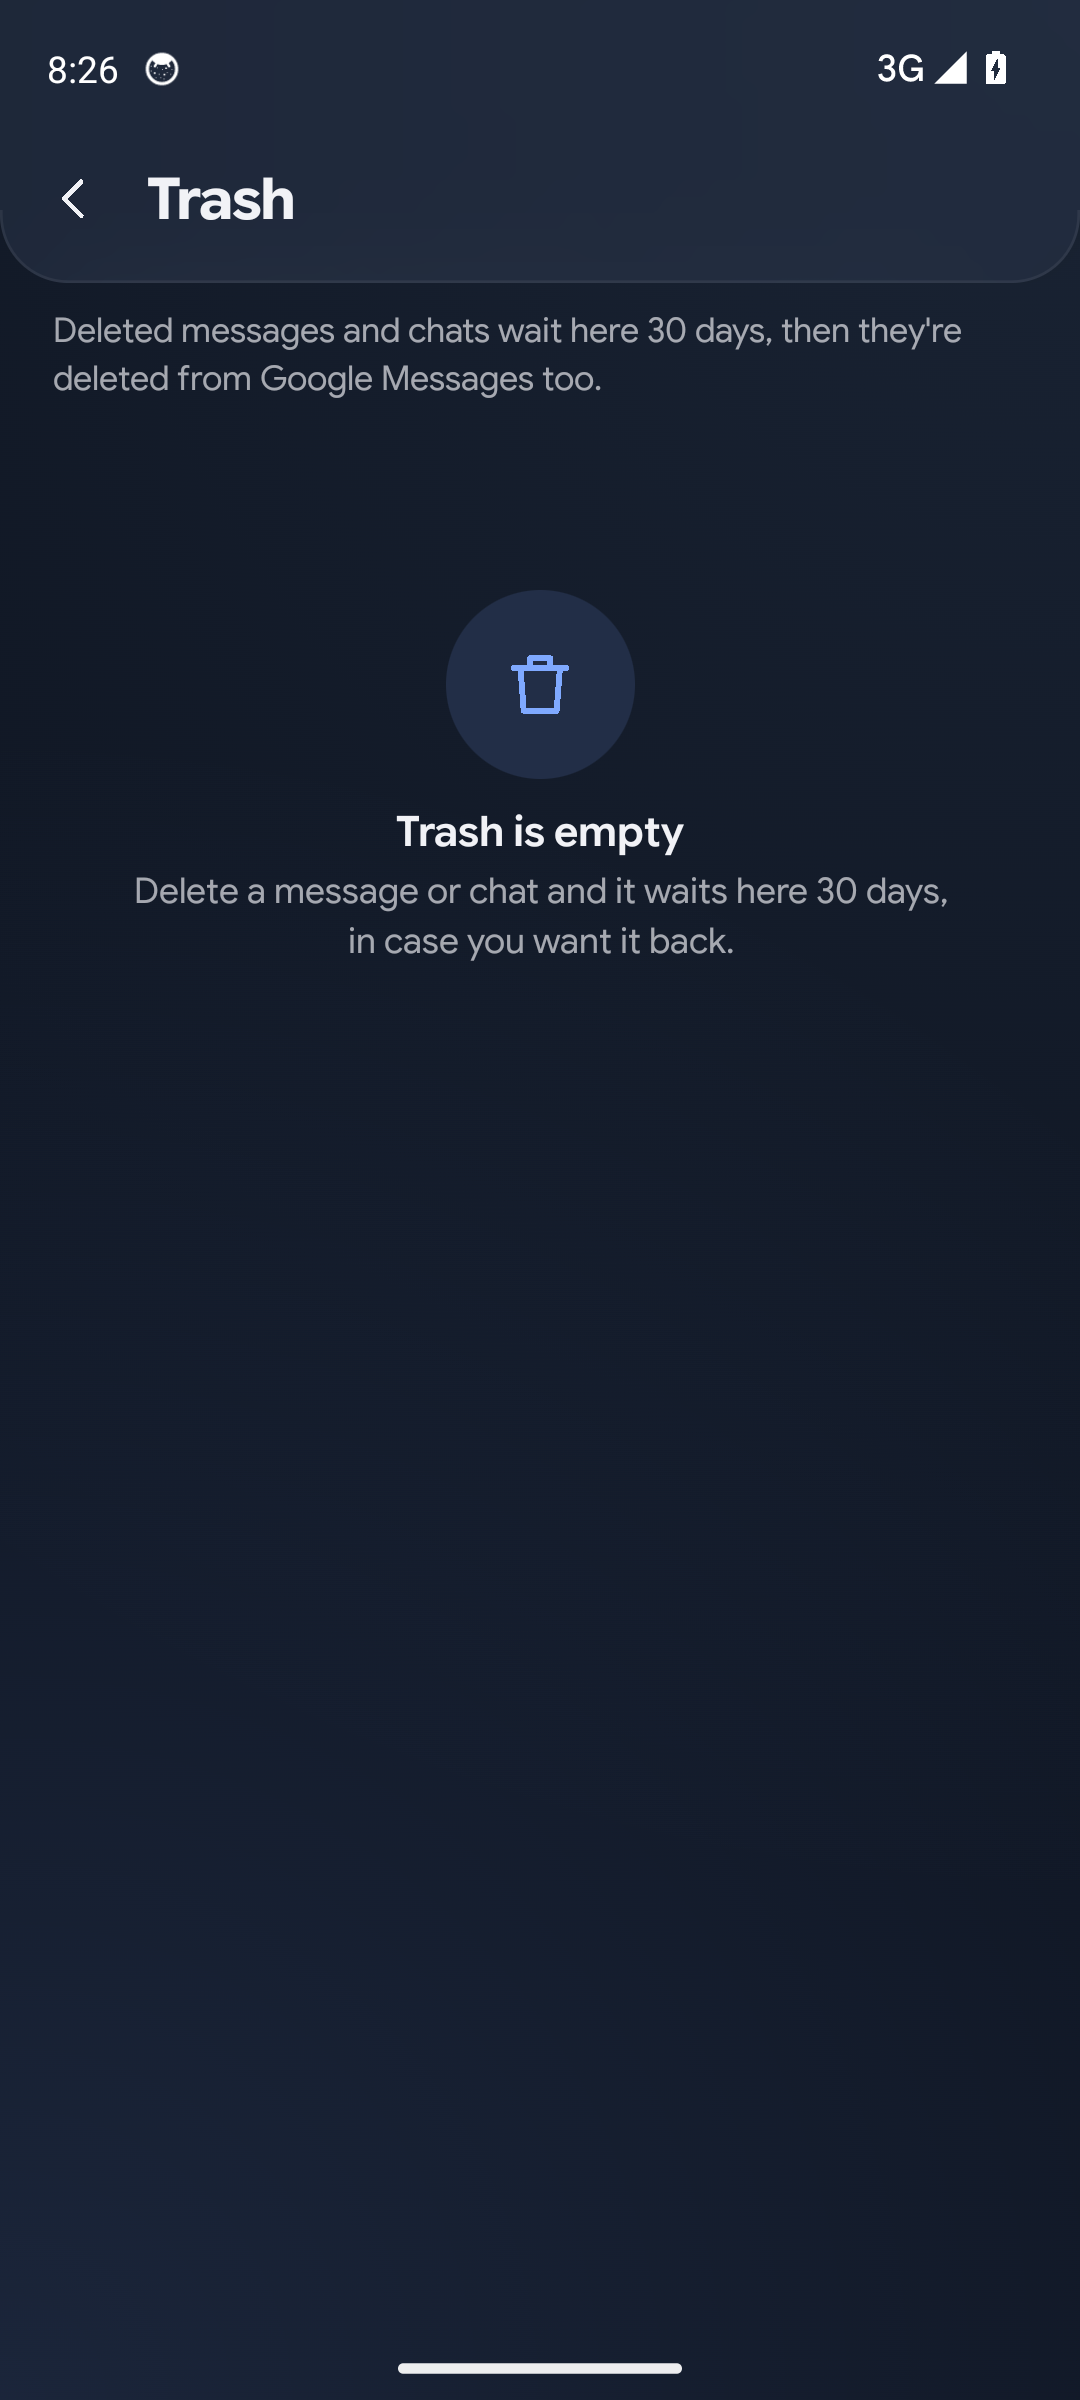 8:26
3G
Trash
Deleted messages and chats wait here 30 days, then they're
deleted from Google Messages too.
Trash is empty
Delete a message or chat and it waits here 30 days,
in case you want it back.